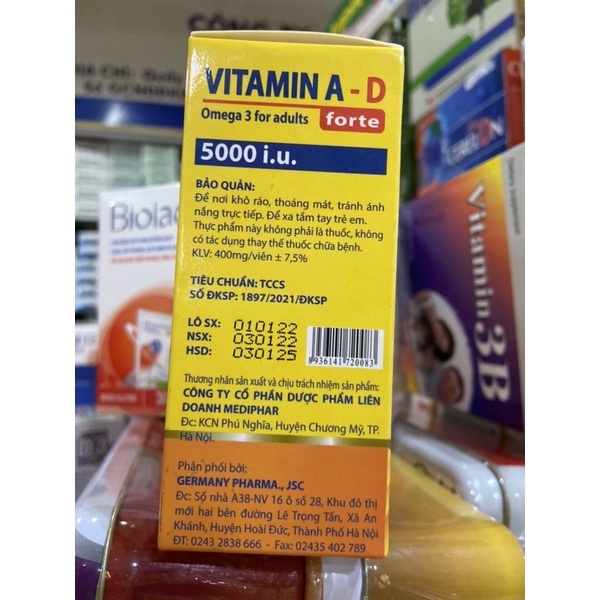 CÔNG TY
ĐỊA CHỈ: Quốc
VITAMIN A - D
Omega 3 for adults forte
5000 i.u.
BẢO QUẢN:
Để nơi khô ráo, thoáng mát, tránh ánh
nắng trực tiếp. Để xa tầm tay trẻ em.
Thực phẩm này không phải là thuốc, không
có tác dụng thay thế thuốc chữa bệnh.
KLV: 400mg/viên ± 7,5%
TIÊU CHUẨN: TCCS
SỐ ĐKSP: 1897/2021/ĐKSP
LÔ SX: 010122
NSX: 030122
HSD: 030125
8936141720083
Thương nhân sản xuất và chịu trách nhiệm sản phẩm:
CÔNG TY CỔ PHẦN DƯỢC PHẨM LIÊN
DOANH MEDIPHAR
Đc: KCN Phú Nghĩa, Huyện Chương Mỹ, TP.
Hà Nội.
Phân phối bởi:
GERMANY PHARMA., JSC
Đc: Số nhà A38-NV 16 ô số 28, Khu đô thị
mới hai bên đường Lê Trọng Tấn, Xã An
Khánh, Huyện Hoài Đức, Thành Phố Hà Nội
ĐT: 0243 2838 666 - Fax: 02435 402 789
Biolac
Vitamin 3B